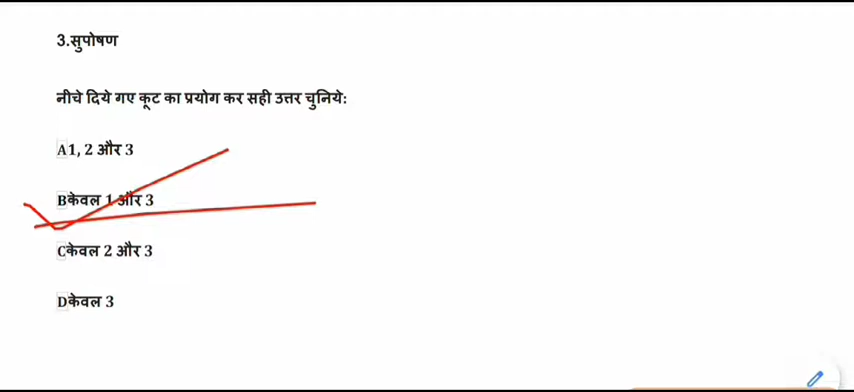 3.सुपोषण
नीचे दिये गए कूट का प्रयोग कर सही उत्तर चुनिये:
A1, 2 और 3
Bकेवल 1 और 3
Cकेवल 2 और 3
Dकेवल 3